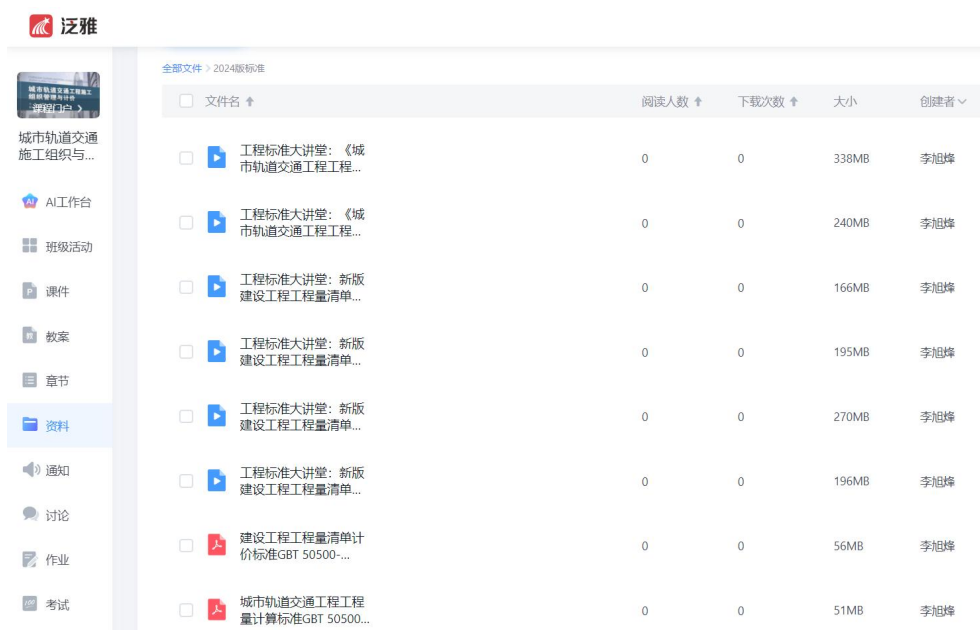 泛雅
城市轨道交通工程施工
组织管理与计价
课程门户 >
城市轨道交通
施工组织与...
AI工作台
班级活动
课件
教案
章节
资料
通知
讨论
作业
考试
全部文件 > 2024版标准
文件名 阅读人数 下载次数 大小 创建者
工程标准大讲堂：《城
市轨道交通工程工程... 0 0 338MB 李旭烽
工程标准大讲堂：《城
市轨道交通工程工程... 0 0 240MB 李旭烽
工程标准大讲堂：新版
建设工程工程量清单... 0 0 166MB 李旭烽
工程标准大讲堂：新版
建设工程工程量清单... 0 0 195MB 李旭烽
工程标准大讲堂：新版
建设工程工程量清单... 0 0 270MB 李旭烽
工程标准大讲堂：新版
建设工程工程量清单... 0 0 196MB 李旭烽
建设工程工程量清单计
价标准GBT 50500-... 0 0 56MB 李旭烽
城市轨道交通工程工程
量计算标准GBT 50500... 0 0 51MB 李旭烽